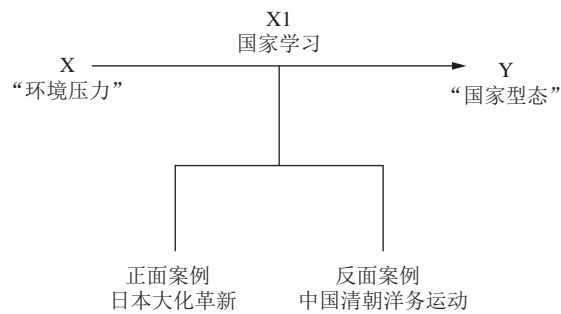 X1
国家学习
X
“环境压力”
Y
“国家型态”
正面案例
日本大化革新
反面案例
中国清朝洋务运动